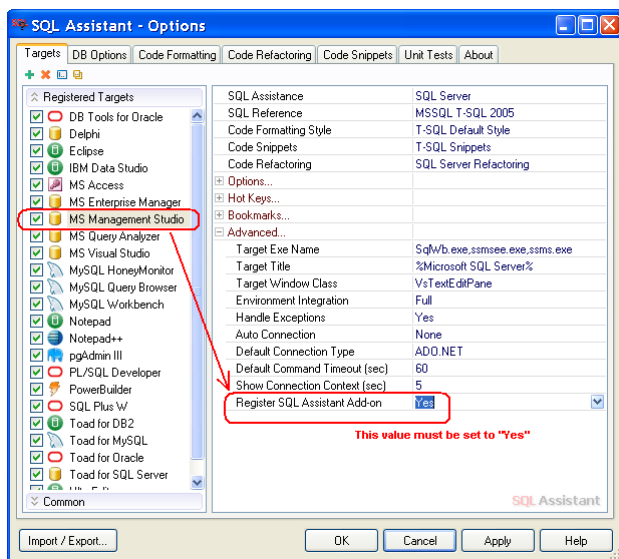 SQL Assistant - Options
Targets DB Options Code Formatting Code Refactoring Code Snippets Unit Tests About
Registered Targets
DB Tools for Oracle
Delphi
Eclipse
IBM Data Studio
MS Access
MS Enterprise Manager
MS Management Studio
MS Query Analyzer
MS Visual Studio
MySQL HoneyMonitor
MySQL Query Browser
MySQL Workbench
Notepad
Notepad++
pgAdmin III
PL/SQL Developer
PowerBuilder
SQL Plus W
Toad for DB2
Toad for MySQL
Toad for Oracle
Toad for SQL Server
Common
SQL Assistance SQL Server
SQL Reference MSSQL T-SQL 2005
Code Formatting Style T-SQL Default Style
Code Snippets T-SQL Snippets
Code Refactoring SQL Server Refactoring
Options...
Hot Keys...
Bookmarks...
Advanced...
Target Exe Name SqlWb.exe,ssmsee.exe,ssms.exe
Target Title %Microsoft SQL Server%
Target Window Class VsTextEditPane
Environment Integration Full
Handle Exceptions Yes
Auto Connection None
Default Connection Type ADO.NET
Default Command Timeout (sec) 60
Show Connection Context (sec) 5
Register SQL Assistant Add-on Yes
This value must be set to "Yes"
SQL Assistant
Import / Export... OK Cancel Apply Help